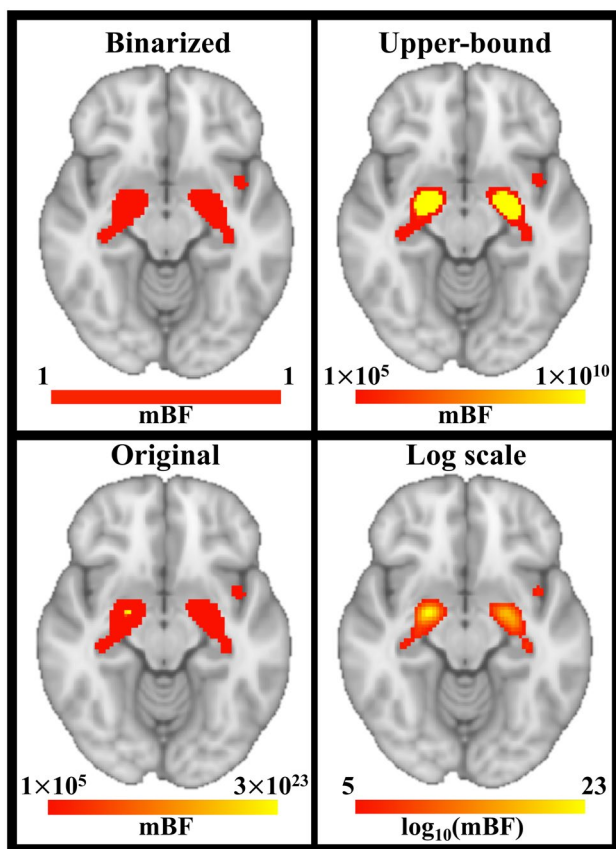 Binarized
1 1
mBF
Upper-bound
1×10⁵ 1×10¹⁰
mBF
Original
1×10⁵ 3×10²³
mBF
Log scale
5 23
log₁₀(mBF)